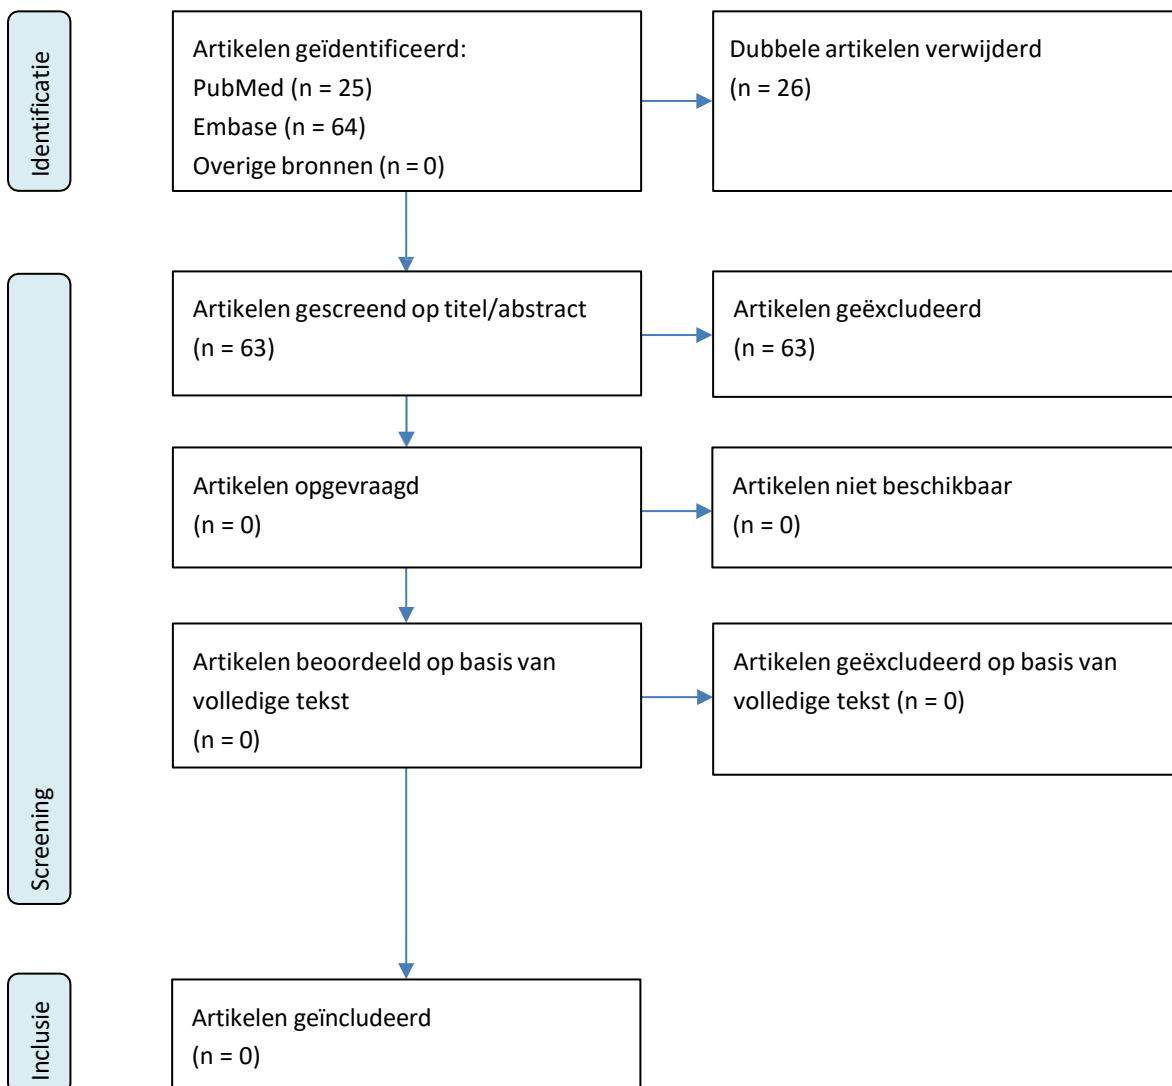 Identificatie
Artikelen geïdentificeerd:
PubMed (n = 25)
Embase (n = 64)
Overige bronnen (n = 0)
Dubbele artikelen verwijderd
(n = 26)
Screening
Artikelen gescreend op titel/abstract
(n = 63)
Artikelen geëxcludeerd
(n = 63)
Artikelen opgevraagd
(n = 0)
Artikelen niet beschikbaar
(n = 0)
Artikelen beoordeeld op basis van
volledige tekst
(n = 0)
Artikelen geëxcludeerd op basis van
volledige tekst (n = 0)
Inclusie
Artikelen geïncludeerd
(n = 0)